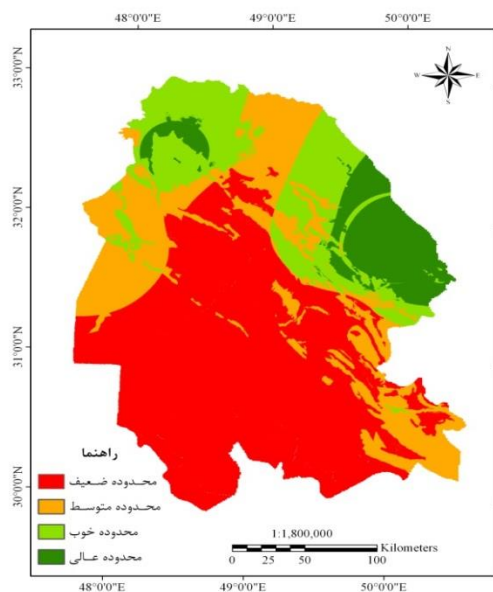 48°0'0"E 49°0'0"E 50°0'0"E
33°0'0"N
32°0'0"N
31°0'0"N
30°0'0"N
N
W E
S
راهنما
محدوده ضعیف
محدوده متوسط
محدوده خوب
محدوده عالی
1:1,800,000
Kilometers
0 25 50 100
48°0'0"E 49°0'0"E 50°0'0"E